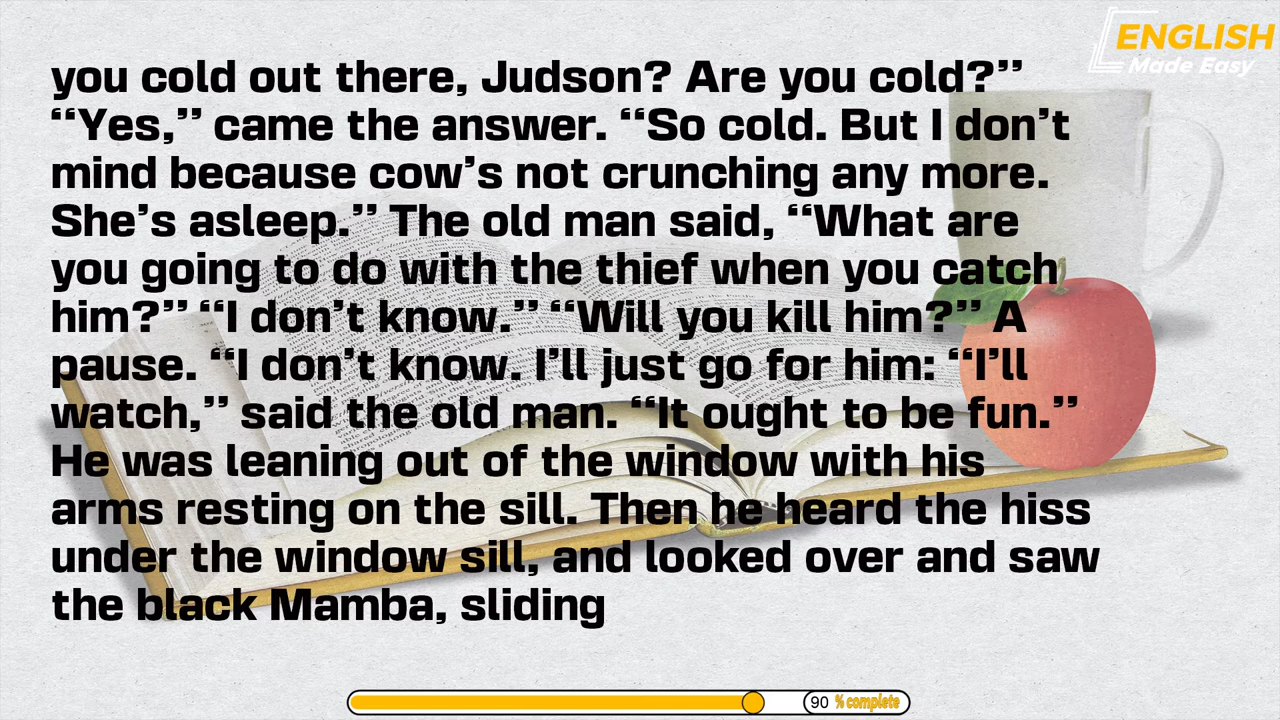 ENGLISH
Made Easy
you cold out there, Judson? Are you cold?”
“Yes,” came the answer. “So cold. But I don’t
mind because cow’s not crunching any more.
She’s asleep.” The old man said, “What are
you going to do with the thief when you catch
him?” “I don’t know.” “Will you kill him?” A
pause. “I don’t know. I’ll just go for him: “I’ll
watch,” said the old man. “It ought to be fun.”
He was leaning out of the window with his
arms resting on the sill. Then he heard the hiss
under the window sill, and looked over and saw
the black Mamba, sliding
90 % complete